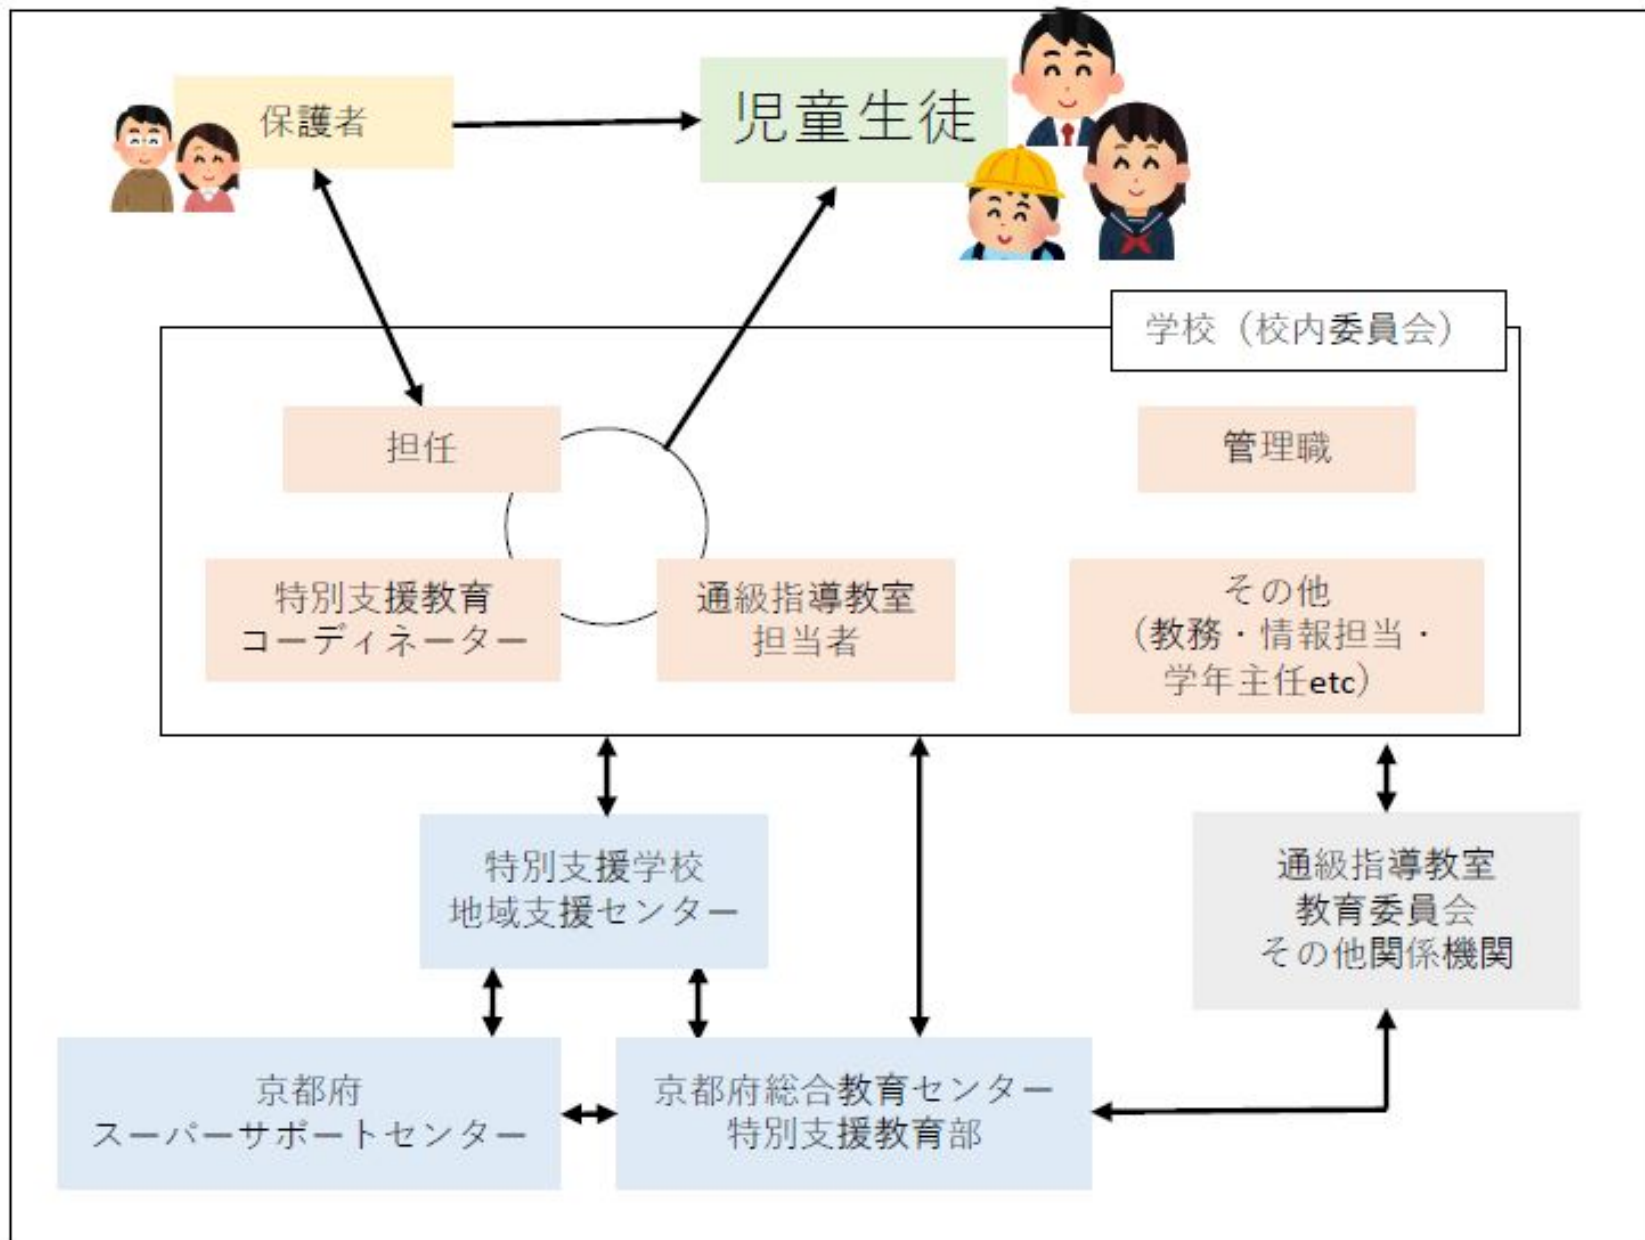 保護者
児童生徒
学校（校内委員会）
担任
管理職
特別支援教育
コーディネーター
通級指導教室
担当者
その他
（教務・情報担当・
学年主任etc）
特別支援学校
地域支援センター
通級指導教室
教育委員会
その他関係機関
京都府
スーパーサポートセンター
京都府総合教育センター
特別支援教育部